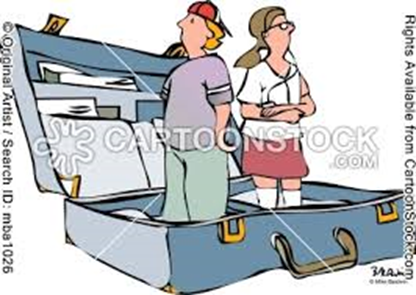 © Original Artist / Search ID: mba1026
Rights Available from CartoonStock.com
CARTOONSTOCK
.COM